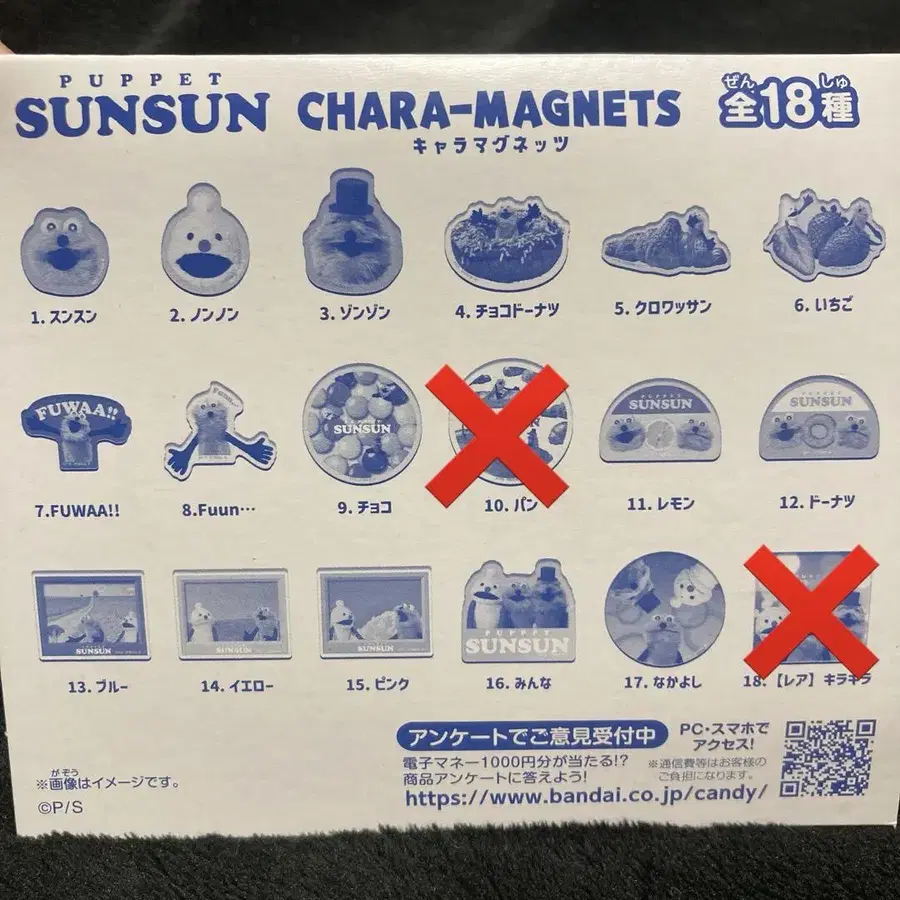 PUPPET
SUNSUN CHARA-MAGNETS
キャラマグネッツ
ぜん しゅ
全18種
1. スンスン
2. ノンノン
3. ゾンゾン
4. チョコドーナツ
5. クロワッサン
6. いちご
FUWAA!!
Fuun...
SUNSUN
PUPPET
SUNSUN
PUPPET
SUNSUN
7. FUWAA!!
8. Fuun…
9. チョコ
10. パン
11. レモン
12. ドーナツ
SUNSUN
SUNSUN
SUNSUN
PUPPET
SUNSUN
13. ブルー
14. イエロー
15. ピンク
16. みんな
17. なかよし
18. 【レア】キラキラ
アンケートでご意見受付中
電子マネー1000円分が当たる!?
商品アンケートに答えよう!
https://www.bandai.co.jp/candy/
PC・スマホで
アクセス!
※通信費等はお客様の
ご負担になります。
がぞう
※画像はイメージです。
©P/S